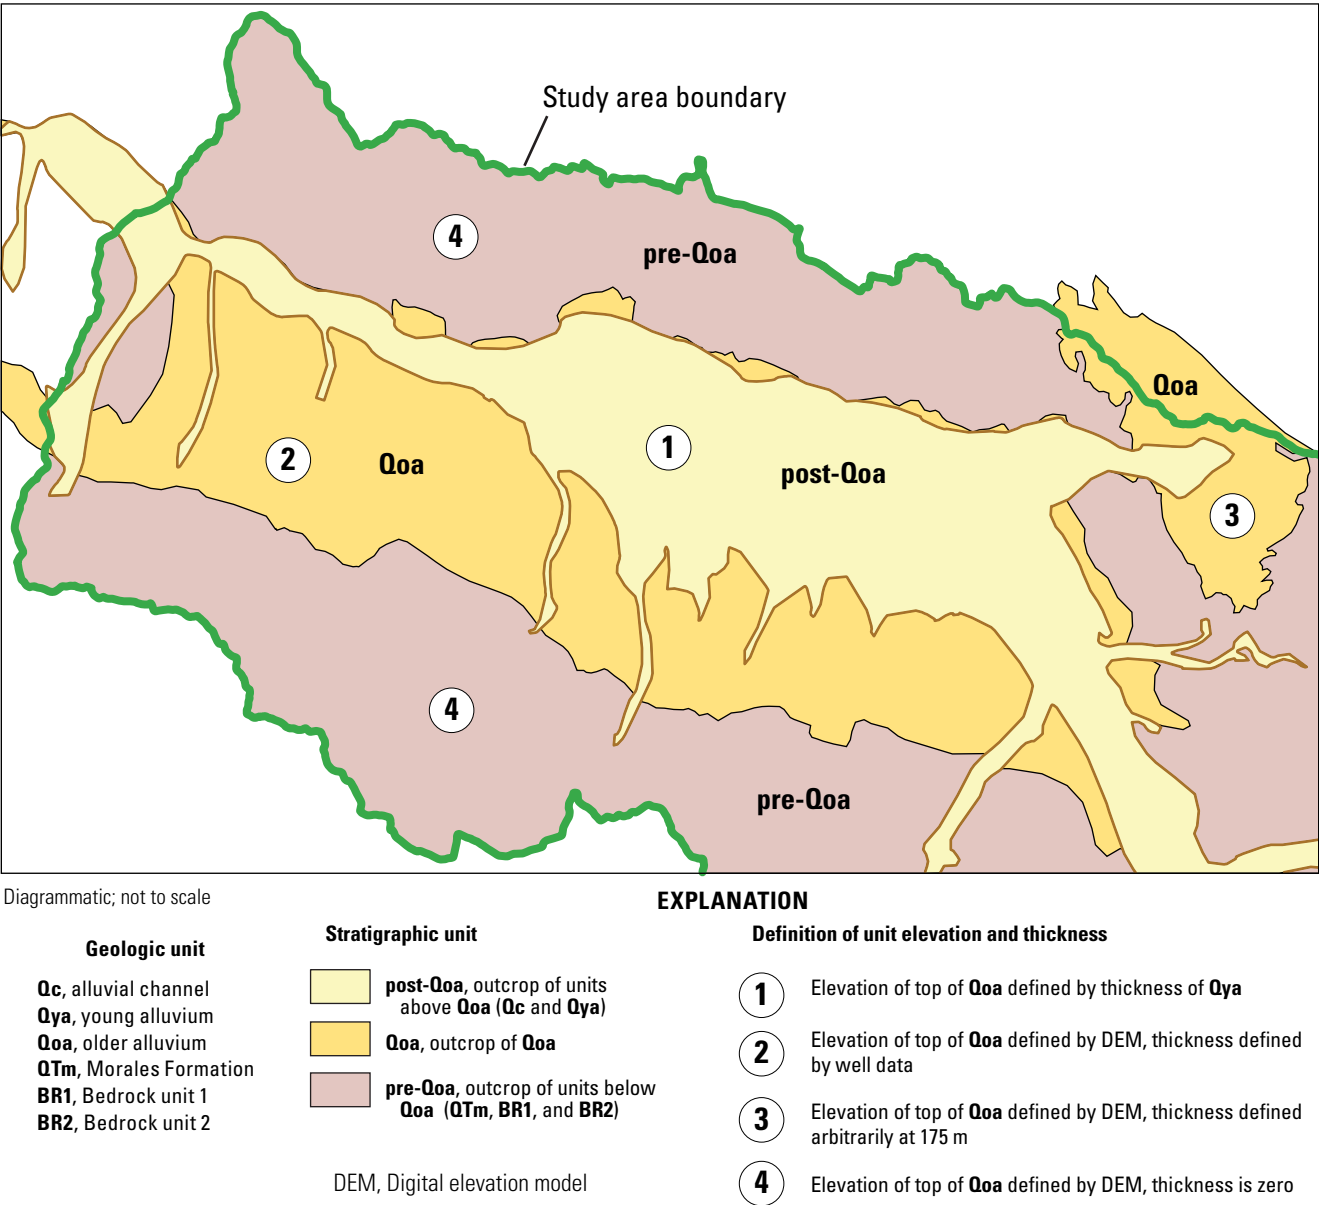 Study area boundary
4
pre-Qoa
Qoa
1
2
Qoa
post-Qoa
3
4
pre-Qoa
Diagrammatic; not to scale
EXPLANATION
Geologic unit
Qc, alluvial channel
Qya, young alluvium
Qoa, older alluvium
QTm, Morales Formation
BR1, Bedrock unit 1
BR2, Bedrock unit 2
Stratigraphic unit
post-Qoa, outcrop of units
above Qoa (Qc and Qya)
Qoa, outcrop of Qoa
pre-Qoa, outcrop of units below
Qoa (QTm, BR1, and BR2)
DEM, Digital elevation model
Definition of unit elevation and thickness
1 Elevation of top of Qoa defined by thickness of Qya
2 Elevation of top of Qoa defined by DEM, thickness defined
by well data
3 Elevation of top of Qoa defined by DEM, thickness defined
arbitrarily at 175 m
4 Elevation of top of Qoa defined by DEM, thickness is zero